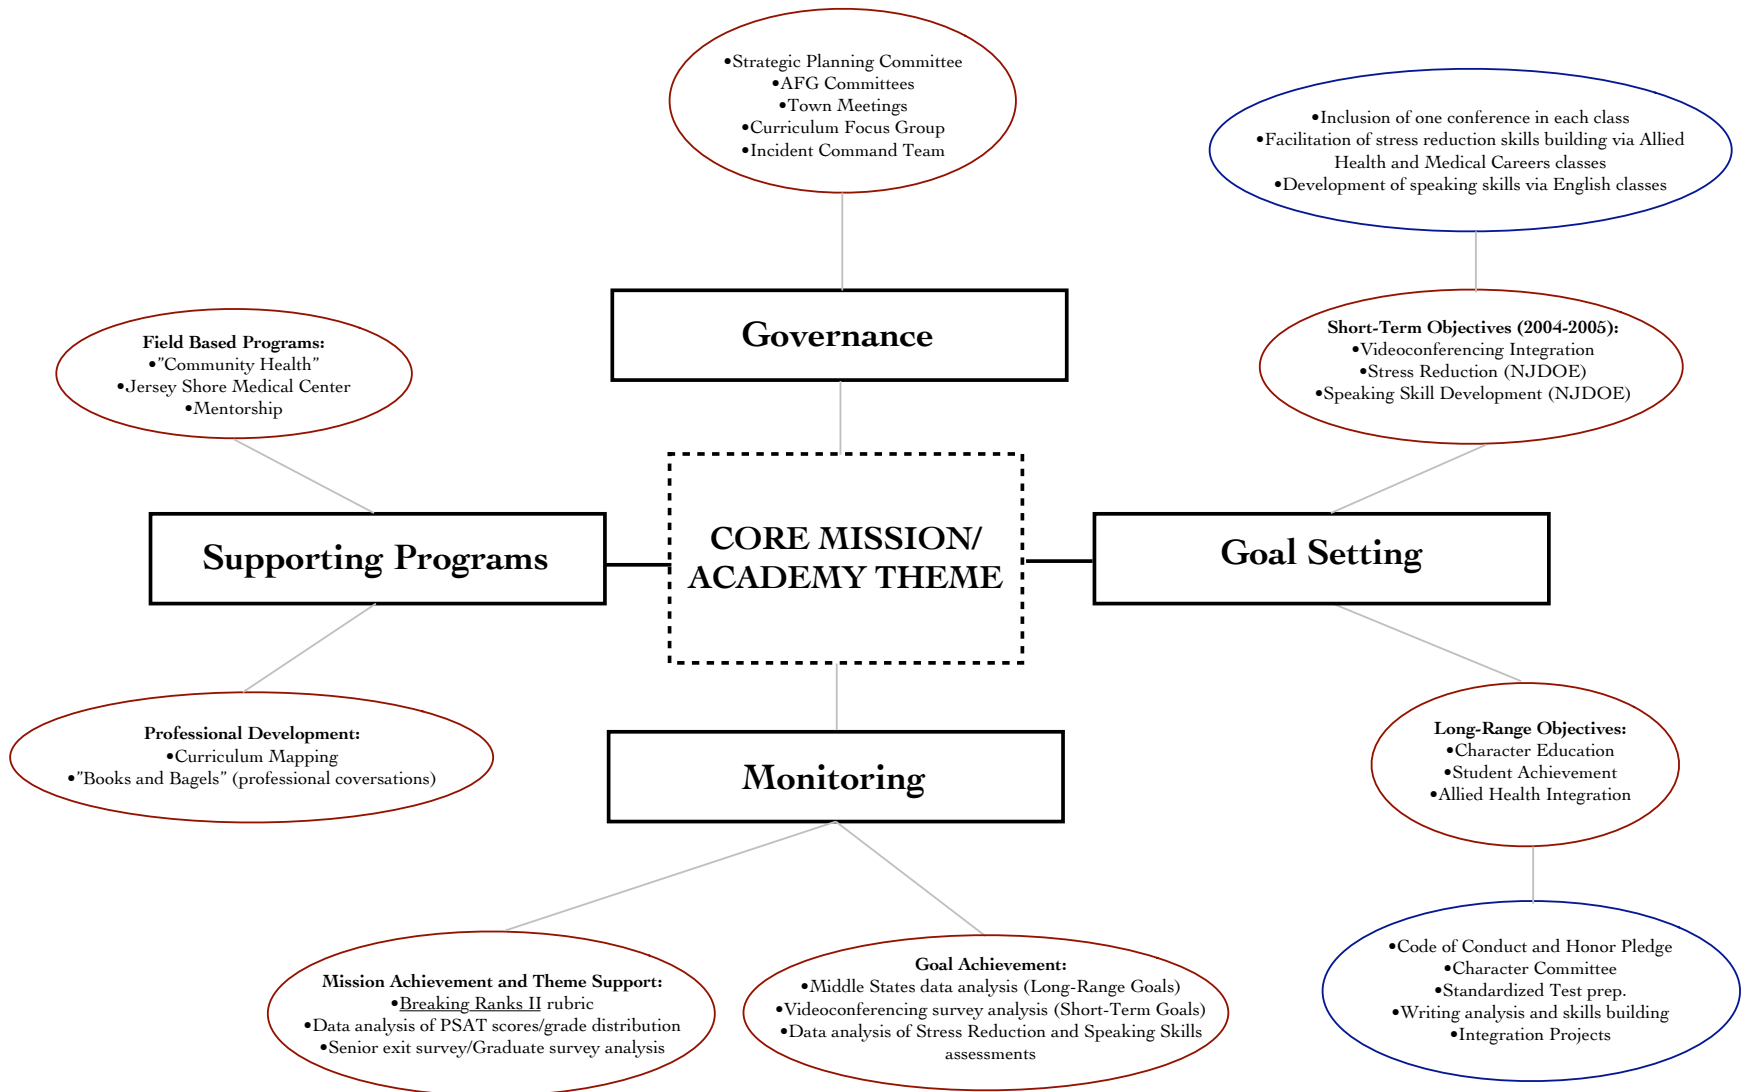 •Strategic Planning Committee
•AFG Committees
•Town Meetings
•Curriculum Focus Group
•Incident Command Team
•Inclusion of one conference in each class
•Facilitation of stress reduction skills building via Allied
Health and Medical Careers classes
•Development of speaking skills via English classes
Governance
Field Based Programs:
•"Community Health"
•Jersey Shore Medical Center
•Mentorship
Short-Term Objectives (2004-2005):
•Videoconferencing Integration
•Stress Reduction (NJDOE)
•Speaking Skill Development (NJDOE)
Supporting Programs
CORE MISSION/
ACADEMY THEME
Goal Setting
Professional Development:
•Curriculum Mapping
•"Books and Bagels" (professional coversations)
Monitoring
Long-Range Objectives:
•Character Education
•Student Achievement
•Allied Health Integration
Mission Achievement and Theme Support:
•Breaking Ranks II rubric
•Data analysis of PSAT scores/grade distribution
•Senior exit survey/Graduate survey analysis
Goal Achievement:
•Middle States data analysis (Long-Range Goals)
•Videoconferencing survey analysis (Short-Term Goals)
•Data analysis of Stress Reduction and Speaking Skills
assessments
•Code of Conduct and Honor Pledge
•Character Committee
•Standardized Test prep.
•Writing analysis and skills building
•Integration Projects